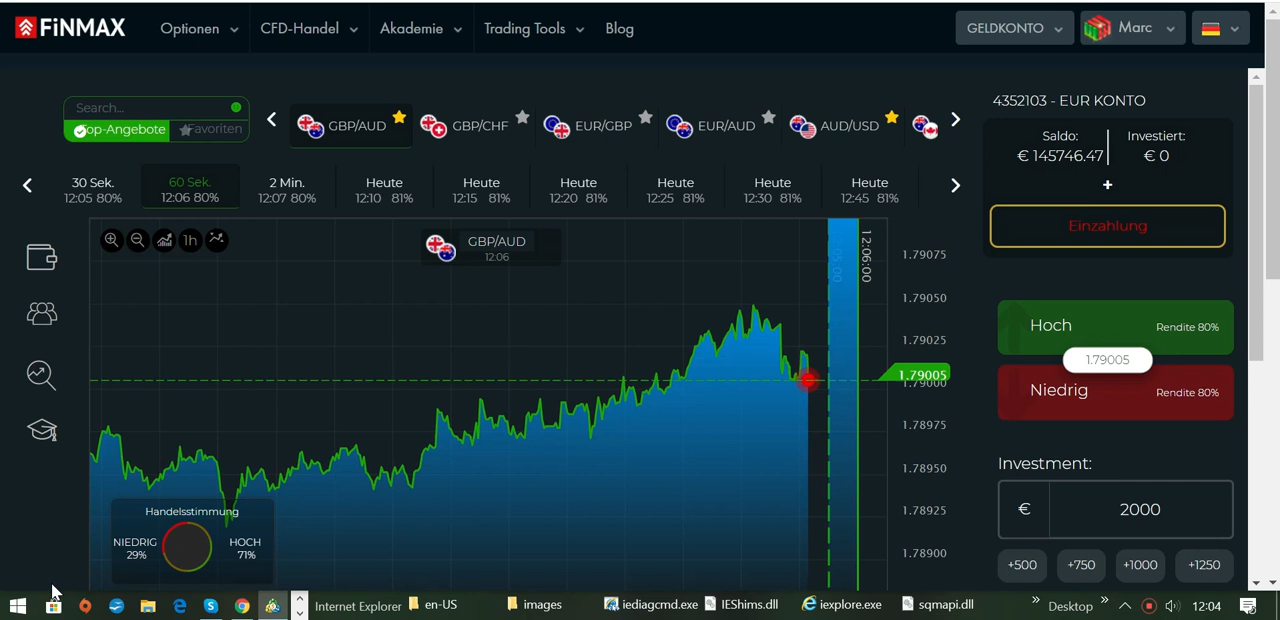 FiNMAX
Optionen
CFD-Handel
Akademie
Trading Tools
Blog
GELDKONTO
Marc
Search...
Top-Angebote
Favoriten
GBP/AUD
GBP/CHF
EUR/GBP
EUR/AUD
AUD/USD
30 Sek.
12:05 80%
60 Sek.
12:06 80%
2 Min.
12:07 80%
Heute
12:10 81%
Heute
12:15 81%
Heute
12:20 81%
Heute
12:25 81%
Heute
12:30 81%
Heute
12:45 81%
1h
GBP/AUD
12:06
05:00
12:06:00
1.79075
1.79050
1.79025
1.79005
1.79000
1.78975
1.78950
1.78925
1.78900
Handelsstimmung
NIEDRIG
29%
HOCH
71%
4352103 - EUR KONTO
Saldo:
€ 145746.47
Investiert:
€ 0
+
Einzahlung
Hoch
Rendite 80%
1.79005
Niedrig
Rendite 80%
Investment:
€
2000
+500
+750
+1000
+1250
Internet Explorer
en-US
images
iediagcmd.exe
IEShims.dll
iexplore.exe
sqmapi.dll
Desktop
12:04